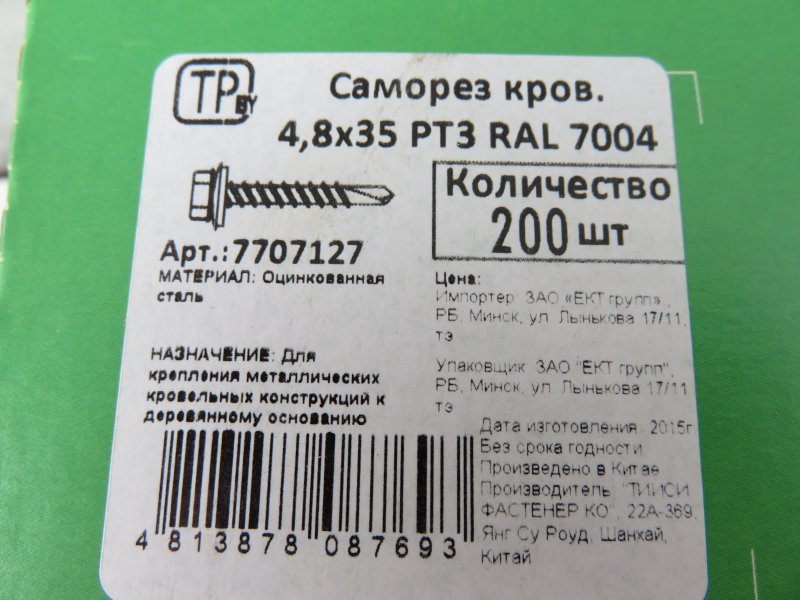 TP BY
Саморез кров.
4,8x35 PT3 RAL 7004
Количество
200 шт
Арт.:7707127
МАТЕРИАЛ: Оцинкованная
сталь
НАЗНАЧЕНИЕ: Для
крепления металлических
кровельных конструкций к
деревянному основанию
Цена:
Импортер: ЗАО «ЕКТ групп» ,
РБ, Минск, ул. Лынькова 17/11,
тэ
Упаковщик: ЗАО "ЕКТ групп",
РБ, Минск, ул. Лынькова 17/11
тэ
Дата изготовления: 2015г
Без срока годности
Произведено в Китае
Производитель: "ТИИСИ
ФАСТЕНЕР КО", 22А-369,
Янг Су Роуд, Шанхай,
Китай
4 813878 087693